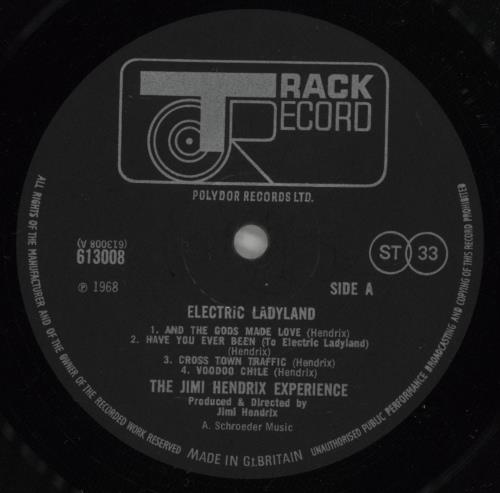 TRACK
RECORD
POLYDOR RECORDS LTD.
(613008 A)
613008
ST 33
℗ 1968
SIDE A
ELECTRIC LADYLAND
1. AND THE GODS MADE LOVE (Hendrix)
2. HAVE YOU EVER BEEN (To Electric Ladyland)
(Hendrix)
3. CROSS TOWN TRAFFIC (Hendrix)
4. VOODOO CHILE (Hendrix)
THE JIMI HENDRIX EXPERIENCE
Produced & Directed by
Jimi Hendrix
A. Schroeder Music
ALL RIGHTS OF THE MANUFACTURER AND OF THE OWNER OF THE RECORDED WORK RESERVED
MADE IN Gt.BRITAIN
UNAUTHORISED PUBLIC PERFORMANCE BROADCASTING AND COPYING OF THIS RECORD PROHIBITED